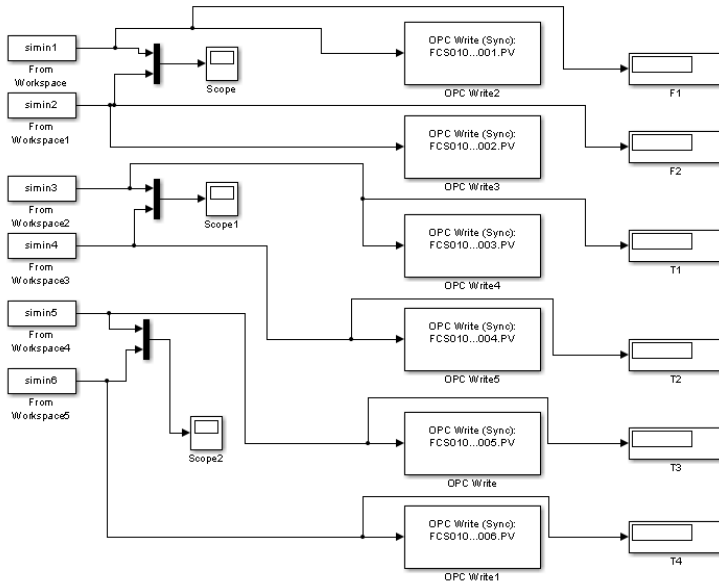 simin1
From
Workspace
Scope
OPC Write (Sync):
FCS010...001.PV
OPC Write2
F1
simin2
From
Workspace1
OPC Write (Sync):
FCS010...002.PV
OPC Write3
F2
simin3
From
Workspace2
Scope1
OPC Write (Sync):
FCS010...003.PV
OPC Write4
T1
simin4
From
Workspace3
OPC Write (Sync):
FCS010...004.PV
OPC Write5
T2
simin5
From
Workspace4
simin6
From
Workspace5
Scope2
OPC Write (Sync):
FCS010...005.PV
OPC Write
T3
OPC Write (Sync):
FCS010...006.PV
OPC Write1
T4